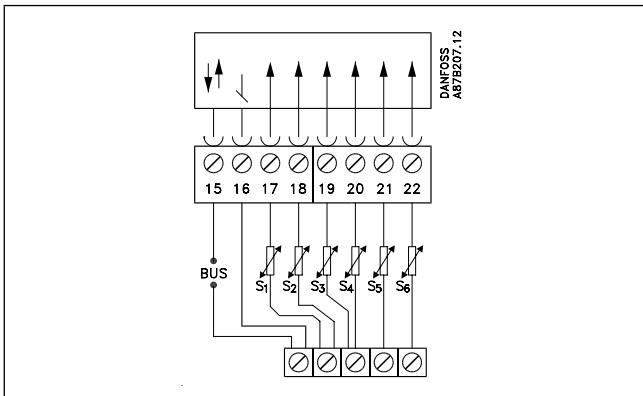 DANFOSS
A87B207.12
15 16 17 18 19 20 21 22
BUS
S1 S2 S3 S4 S5 S6